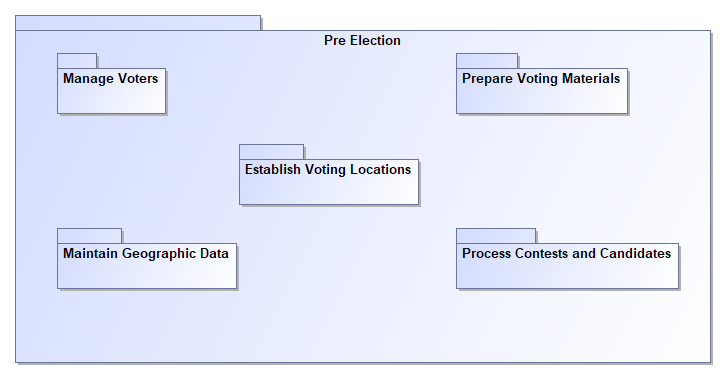 Pre Election
Manage Voters
Prepare Voting Materials
Establish Voting Locations
Maintain Geographic Data
Process Contests and Candidates